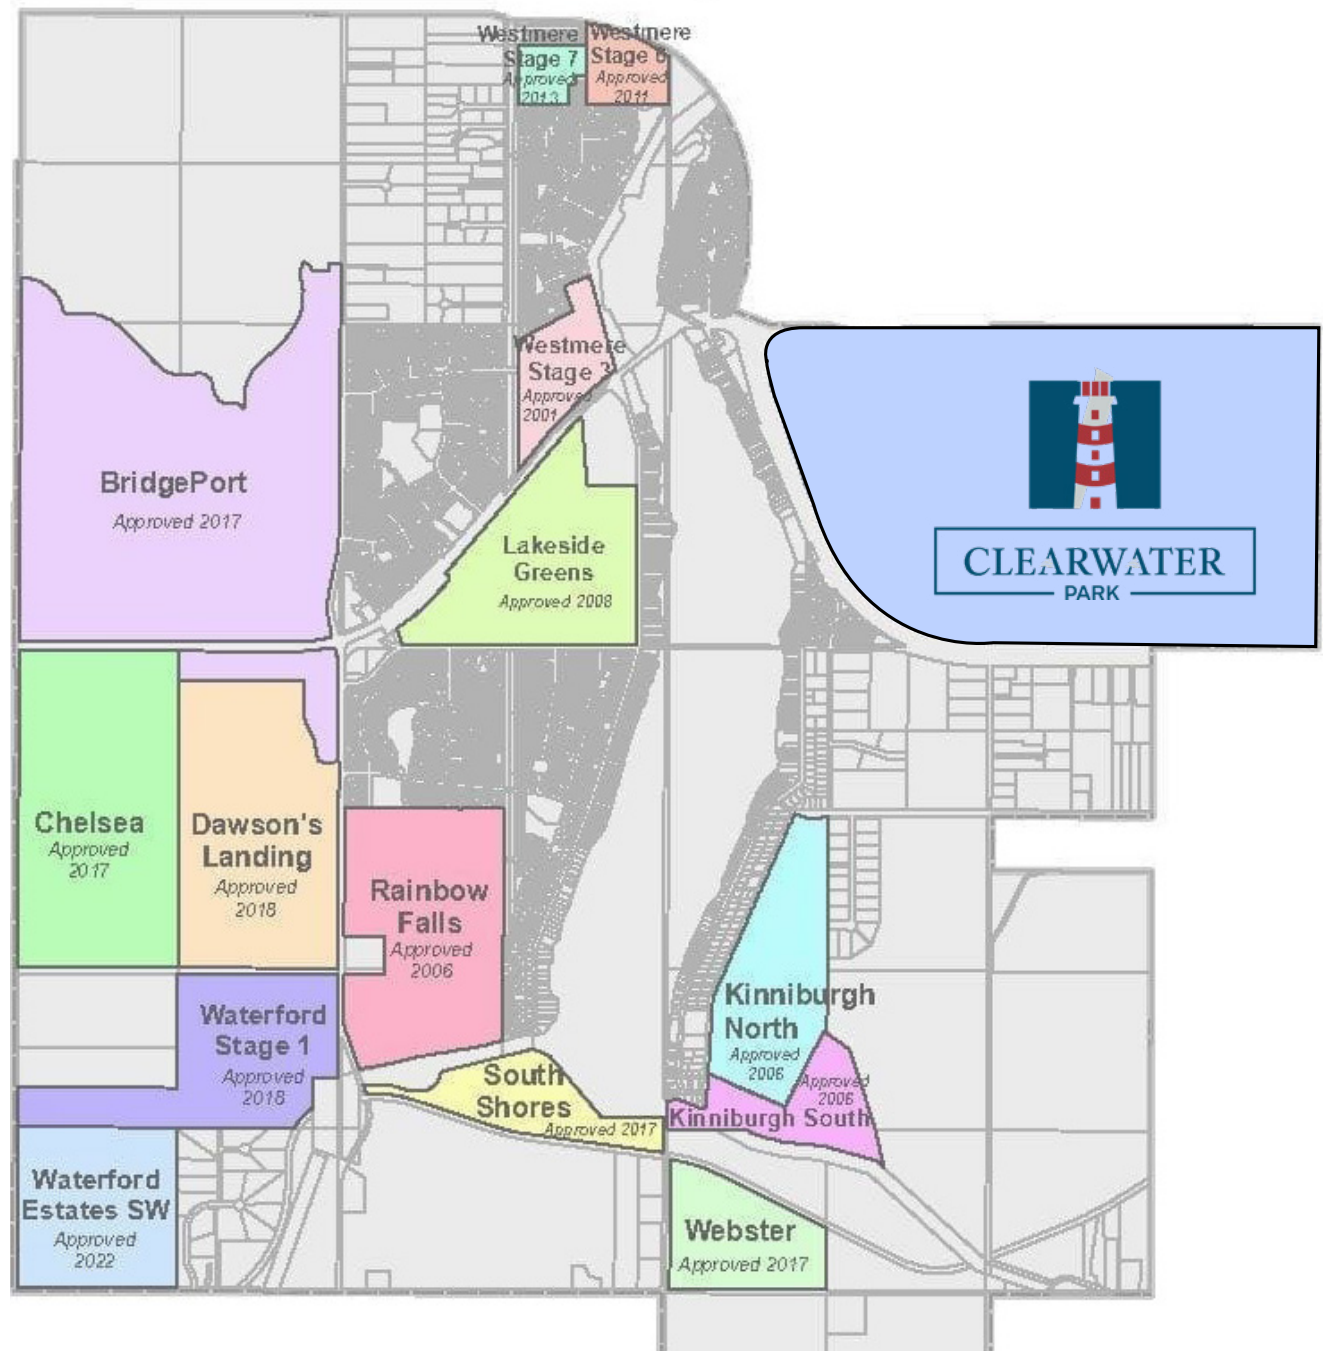 Westmere
Stage 7
Approved
2013
Westmere
Stage 6
Approved
2011
Westmere
Stage 3
Approved
2001
CLEARWATER
PARK
BridgePort
Approved 2017
Lakeside
Greens
Approved 2008
Chelsea
Approved
2017
Dawson's
Landing
Approved
2018
Rainbow
Falls
Approved
2006
Kinniburgh
North
Approved
2006
Waterford
Stage 1
Approved
2018
South
Shores
Approved 2017
Approved
2006
Kinniburgh South
Waterford
Estates SW
Approved
2022
Webster
Approved 2017